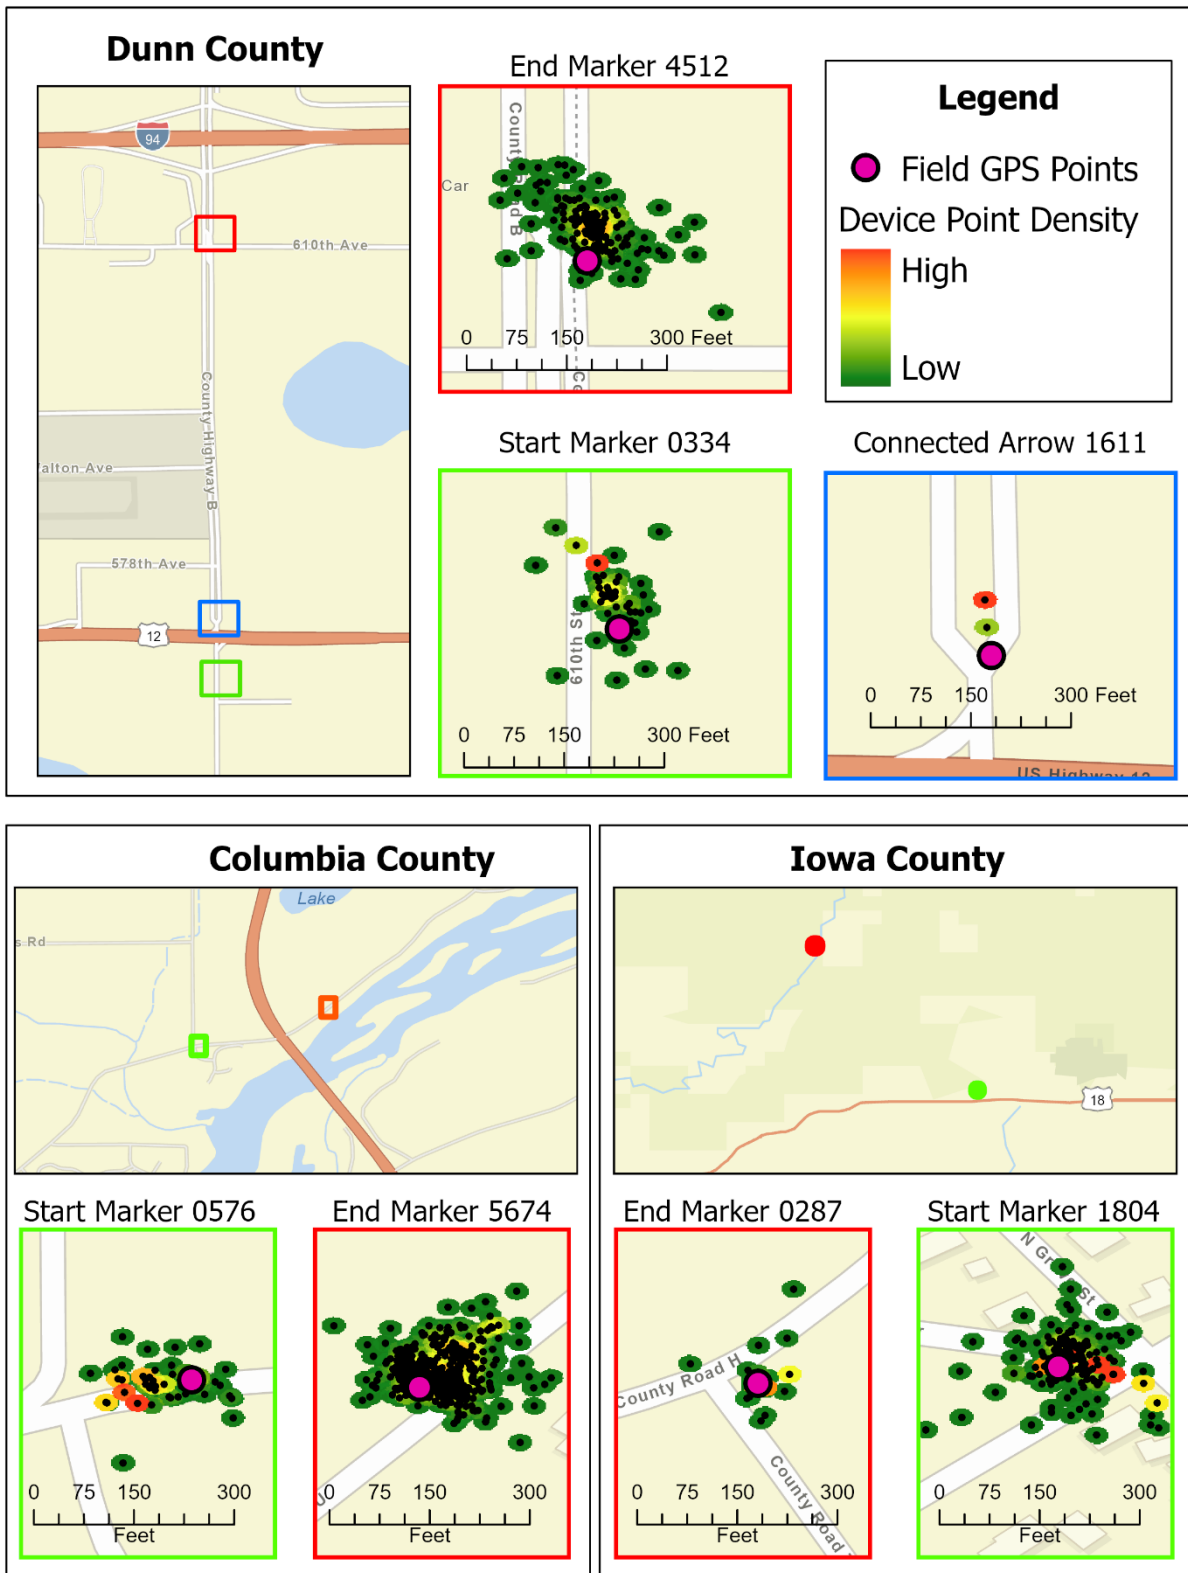 Dunn County
94
610th Ave
County Highway B
alton Ave
578th Ave
12
End Marker 4512
Car
0 75 150 300 Feet
Legend
Field GPS Points
Device Point Density
High
Low
Start Marker 0334
610th St
0 75 150 300 Feet
Connected Arrow 1611
0 75 150 300 Feet
US Highway 12
Columbia County
Lake
s Rd
Start Marker 0576
0 75 150 300
Feet
End Marker 5674
0 75 150 300
Feet
Iowa County
18
End Marker 0287
County Road H
County Road
0 75 150 300
Feet
Start Marker 1804
0 75 150 300
Feet